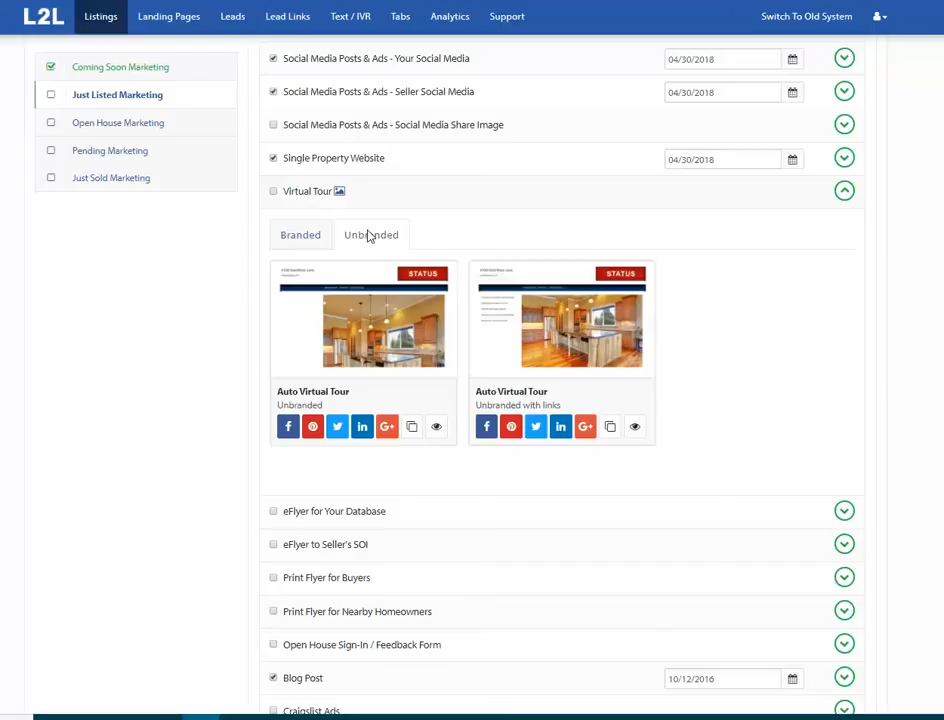 L2L Listings Landing Pages Leads Lead Links Text / IVR Tabs Analytics Support Switch To Old System
Coming Soon Marketing
Just Listed Marketing
Open House Marketing
Pending Marketing
Just Sold Marketing
Social Media Posts & Ads - Your Social Media 04/30/2018
Social Media Posts & Ads - Seller Social Media 04/30/2018
Social Media Posts & Ads - Social Media Share Image
Single Property Website 04/30/2018
Virtual Tour
Branded Unbranded
STATUS STATUS
Auto Virtual Tour Auto Virtual Tour
Unbranded Unbranded with links
f in G+ f in G+
eFlyer for Your Database
eFlyer to Seller's SOI
Print Flyer for Buyers
Print Flyer for Nearby Homeowners
Open House Sign-In / Feedback Form
Blog Post 10/12/2016
Craigslist Ads